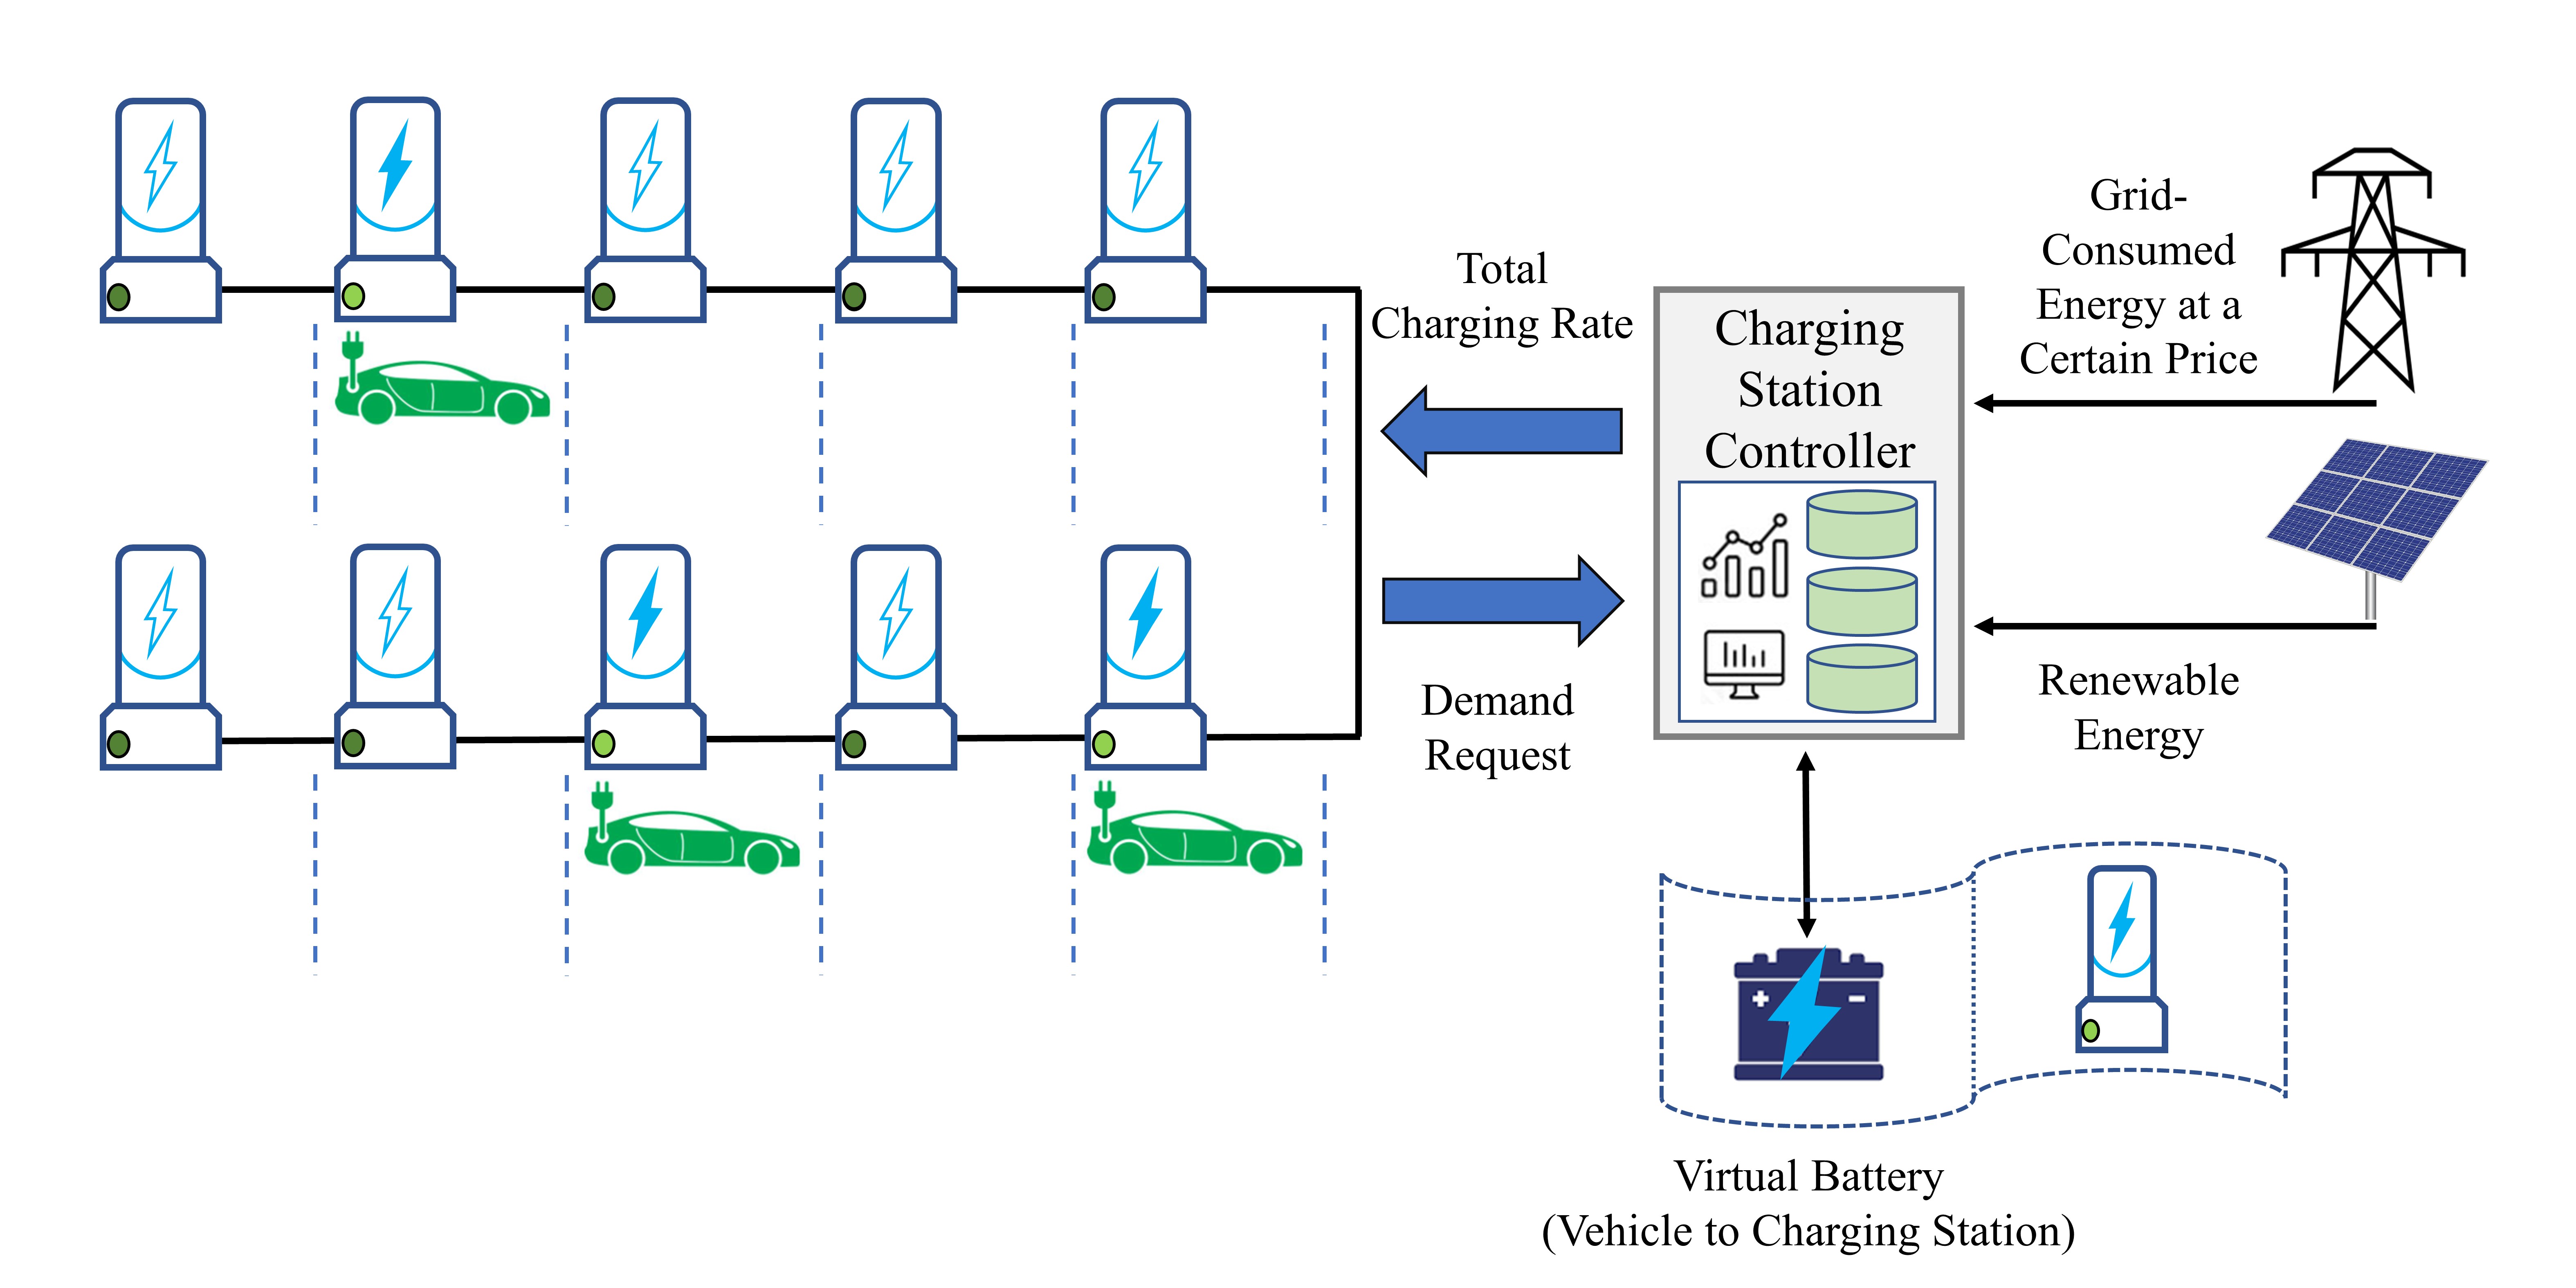 Total
Charging Rate
Demand
Request
Charging
Station
Controller
Grid-
Consumed
Energy at a
Certain Price
Renewable
Energy
Virtual Battery
(Vehicle to Charging Station)